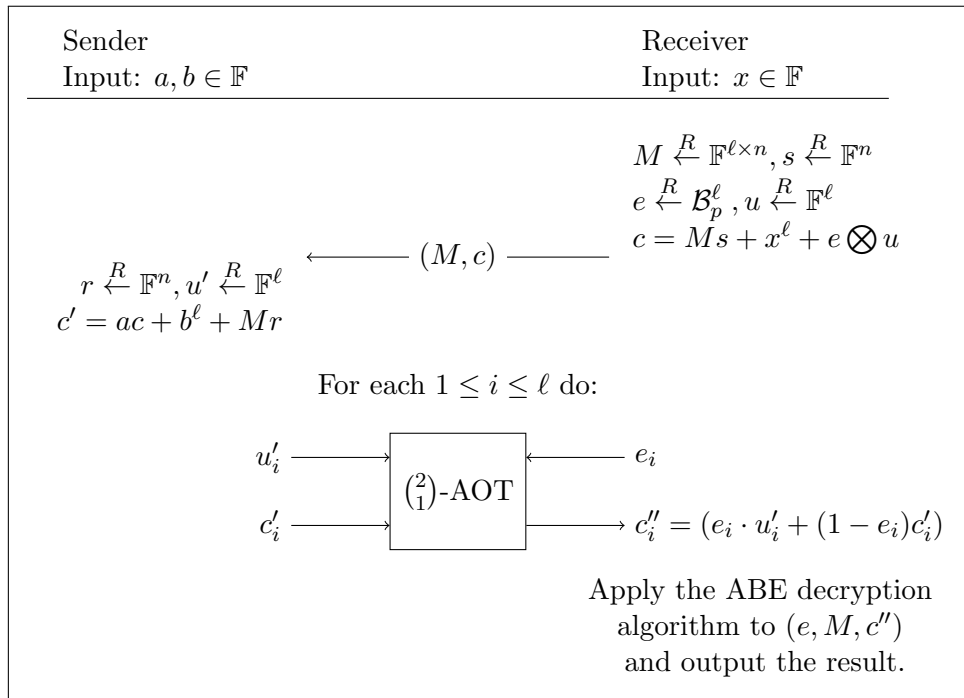 Sender
Input: a, b ∈ 𝔽
Receiver
Input: x ∈ 𝔽
M ←^R 𝔽^{ℓ×n}, s ←^R 𝔽^n
e ←^R ℬ_p^ℓ , u ←^R 𝔽^ℓ
c = Ms + x^ℓ + e ⊗ u
(M, c)
r ←^R 𝔽^n, u′ ←^R 𝔽^ℓ
c′ = ac + b^ℓ + Mr
For each 1 ≤ i ≤ ℓ do:
u′_i
e_i
(2 1)-AOT
c′_i
c″_i = (e_i · u′_i + (1 − e_i)c′_i)
Apply the ABE decryption
algorithm to (e, M, c″)
and output the result.